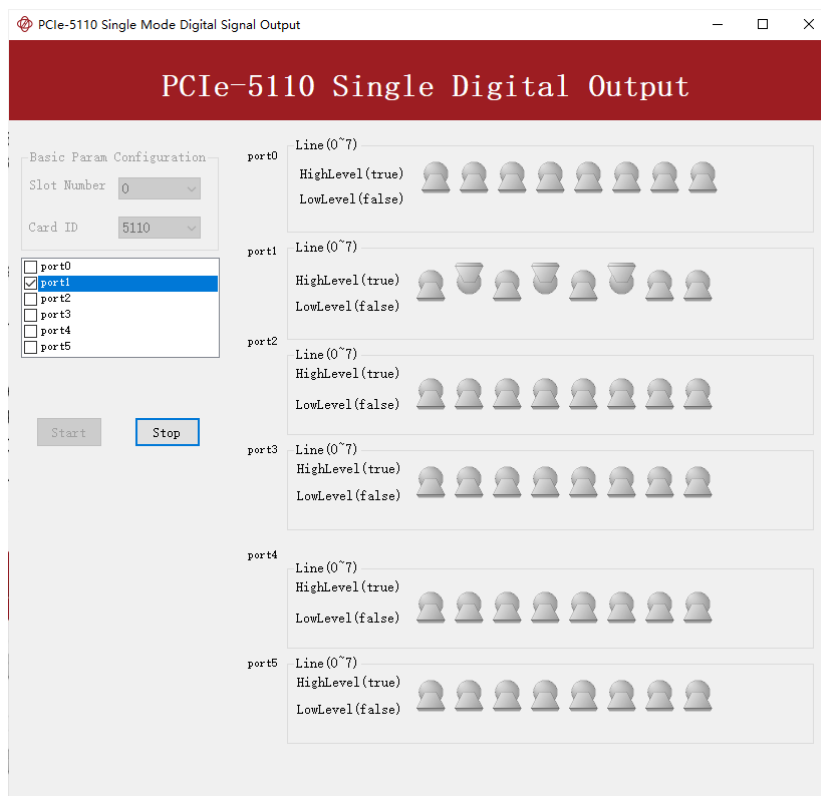 PCIe-5110 Single Mode Digital Signal Output
PCIe-5110 Single Digital Output
Basic Param Configuration
Slot Number 0
Card ID 5110
port0
port1
port2
port3
port4
port5
Start Stop
port0 Line(0~7)
HighLevel(true)
LowLevel(false)
port1 Line(0~7)
HighLevel(true)
LowLevel(false)
port2 Line(0~7)
HighLevel(true)
LowLevel(false)
port3 Line(0~7)
HighLevel(true)
LowLevel(false)
port4 Line(0~7)
HighLevel(true)
LowLevel(false)
port5 Line(0~7)
HighLevel(true)
LowLevel(false)